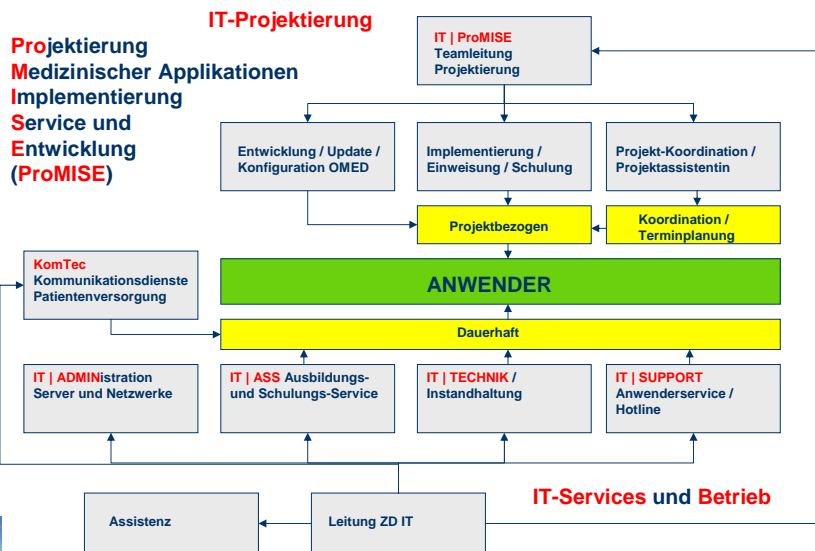 IT-Projektierung
Projektierung
Medizinischer Applikationen
Implementierung
Service und
Entwicklung
(ProMISE)
IT | ProMISE
Teamleitung
Projektierung
Entwicklung / Update /
Konfiguration OMED
Implementierung /
Einweisung / Schulung
Projekt-Koordination /
Projektassistentin
Projektbezogen
Koordination /
Terminplanung
KomTec
Kommunikationsdienste
Patientenversorgung
ANWENDER
Dauerhaft
IT | ADMINistration
Server und Netzwerke
IT | ASS Ausbildungs-
und Schulungs-Service
IT | TECHNIK /
Instandhaltung
IT | SUPPORT
Anwenderservice /
Hotline
IT-Services und Betrieb
Assistenz
Leitung ZD IT